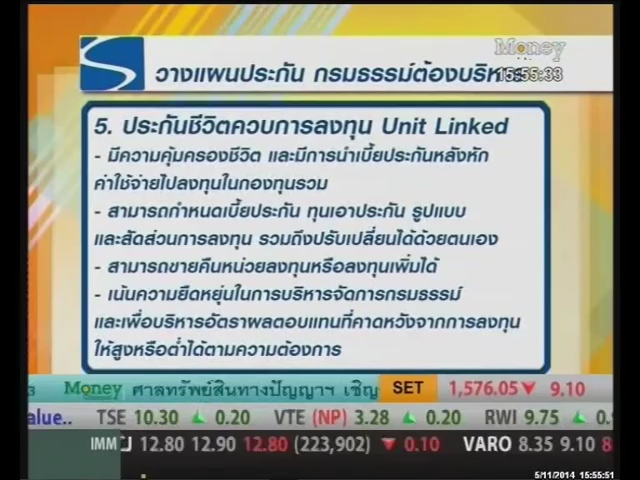 Money
วางแผนประกัน กรมธรรม์ต้องบริหาร
15:55:33
5. ประกันชีวิตควบการลงทุน Unit Linked
- มีความคุ้มครองชีวิต และมีการนำเบี้ยประกันหลังหัก
ค่าใช้จ่ายไปลงทุนในกองทุนรวม
- สามารถกำหนดเบี้ยประกัน ทุนเอาประกัน รูปแบบ
และสัดส่วนการลงทุน รวมถึงปรับเปลี่ยนได้ด้วยตนเอง
- สามารถขายคืนหน่วยลงทุนหรือลงทุนเพิ่มได้
- เน้นความยืดหยุ่นในการบริหารจัดการกรมธรรม์
และเพื่อบริหารอัตราผลตอบแทนที่คาดหวังจากการลงทุน
ให้สูงหรือต่ำได้ตามความต้องการ
Money ศาลทรัพย์สินทางปัญญาฯ เชิญ SET 1,576.05 ▼ 9.10
alue.. TSE 10.30 ▲ 0.20 VTE (NP) 3.28 ▲ 0.20 RWI 9.75 ▲
IMM 12.80 12.90 12.80 (223,902) ▼ 0.10 VARO 8.35 9.10
5/11/2014 15:55:51